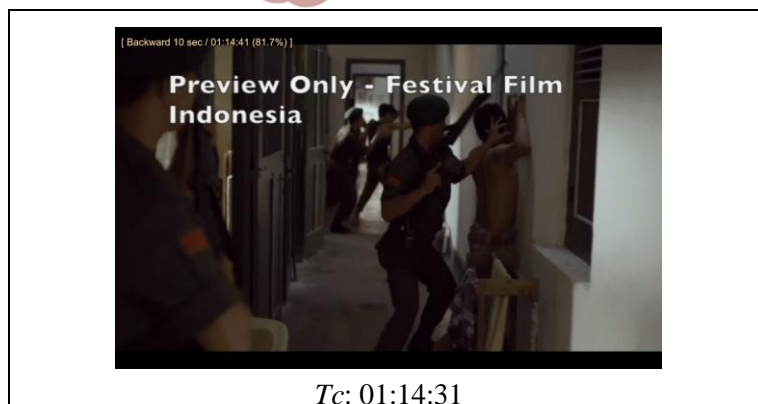 [ Backward 10 sec / 01:14:41 (81.7%) ]
Preview Only - Festival Film
Indonesia
Tc: 01:14:31